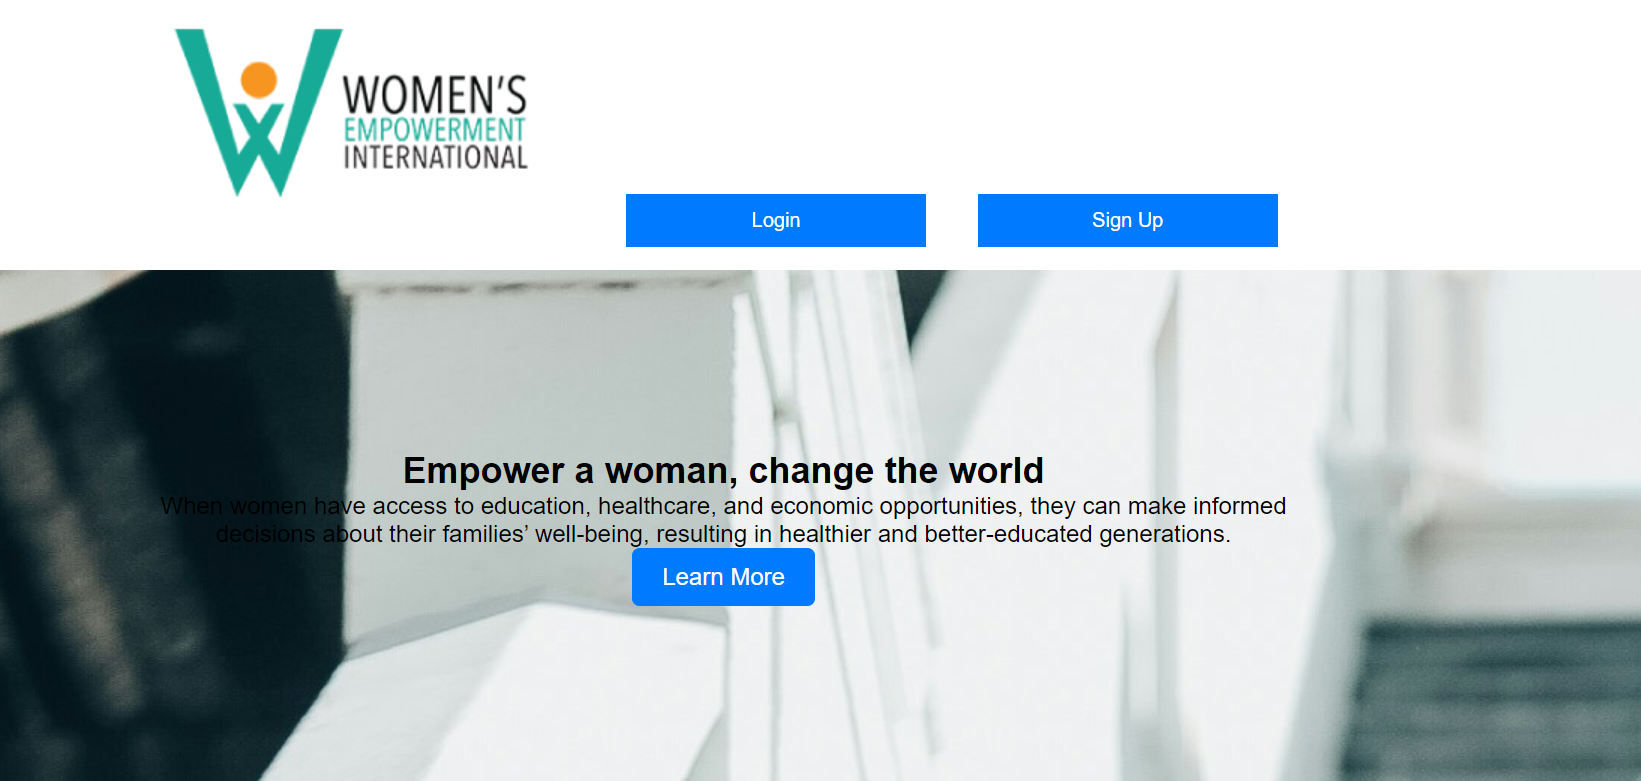 WOMEN'S
EMPOWERMENT
INTERNATIONAL
Login
Sign Up
Empower a woman, change the world
When women have access to education, healthcare, and economic opportunities, they can make informed
decisions about their families’ well-being, resulting in healthier and better-educated generations.
Learn More